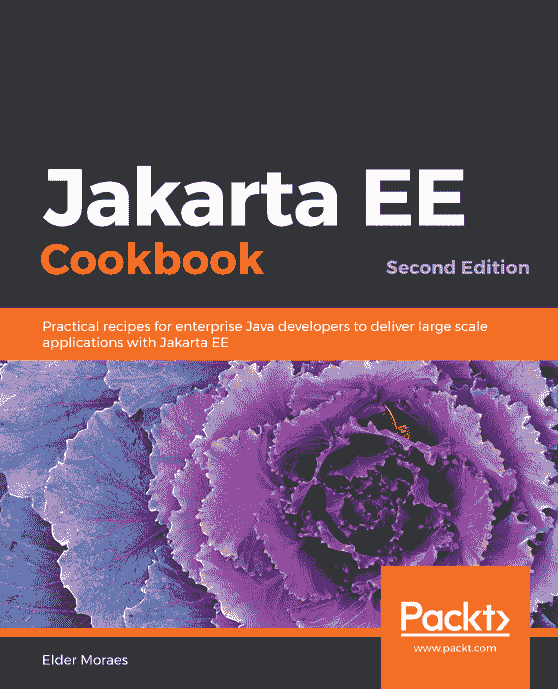 Jakarta EE
Cookbook
Second Edition
Practical recipes for enterprise Java developers to deliver large scale
applications with Jakarta EE
Packt>
www.packt.com
Elder Moraes